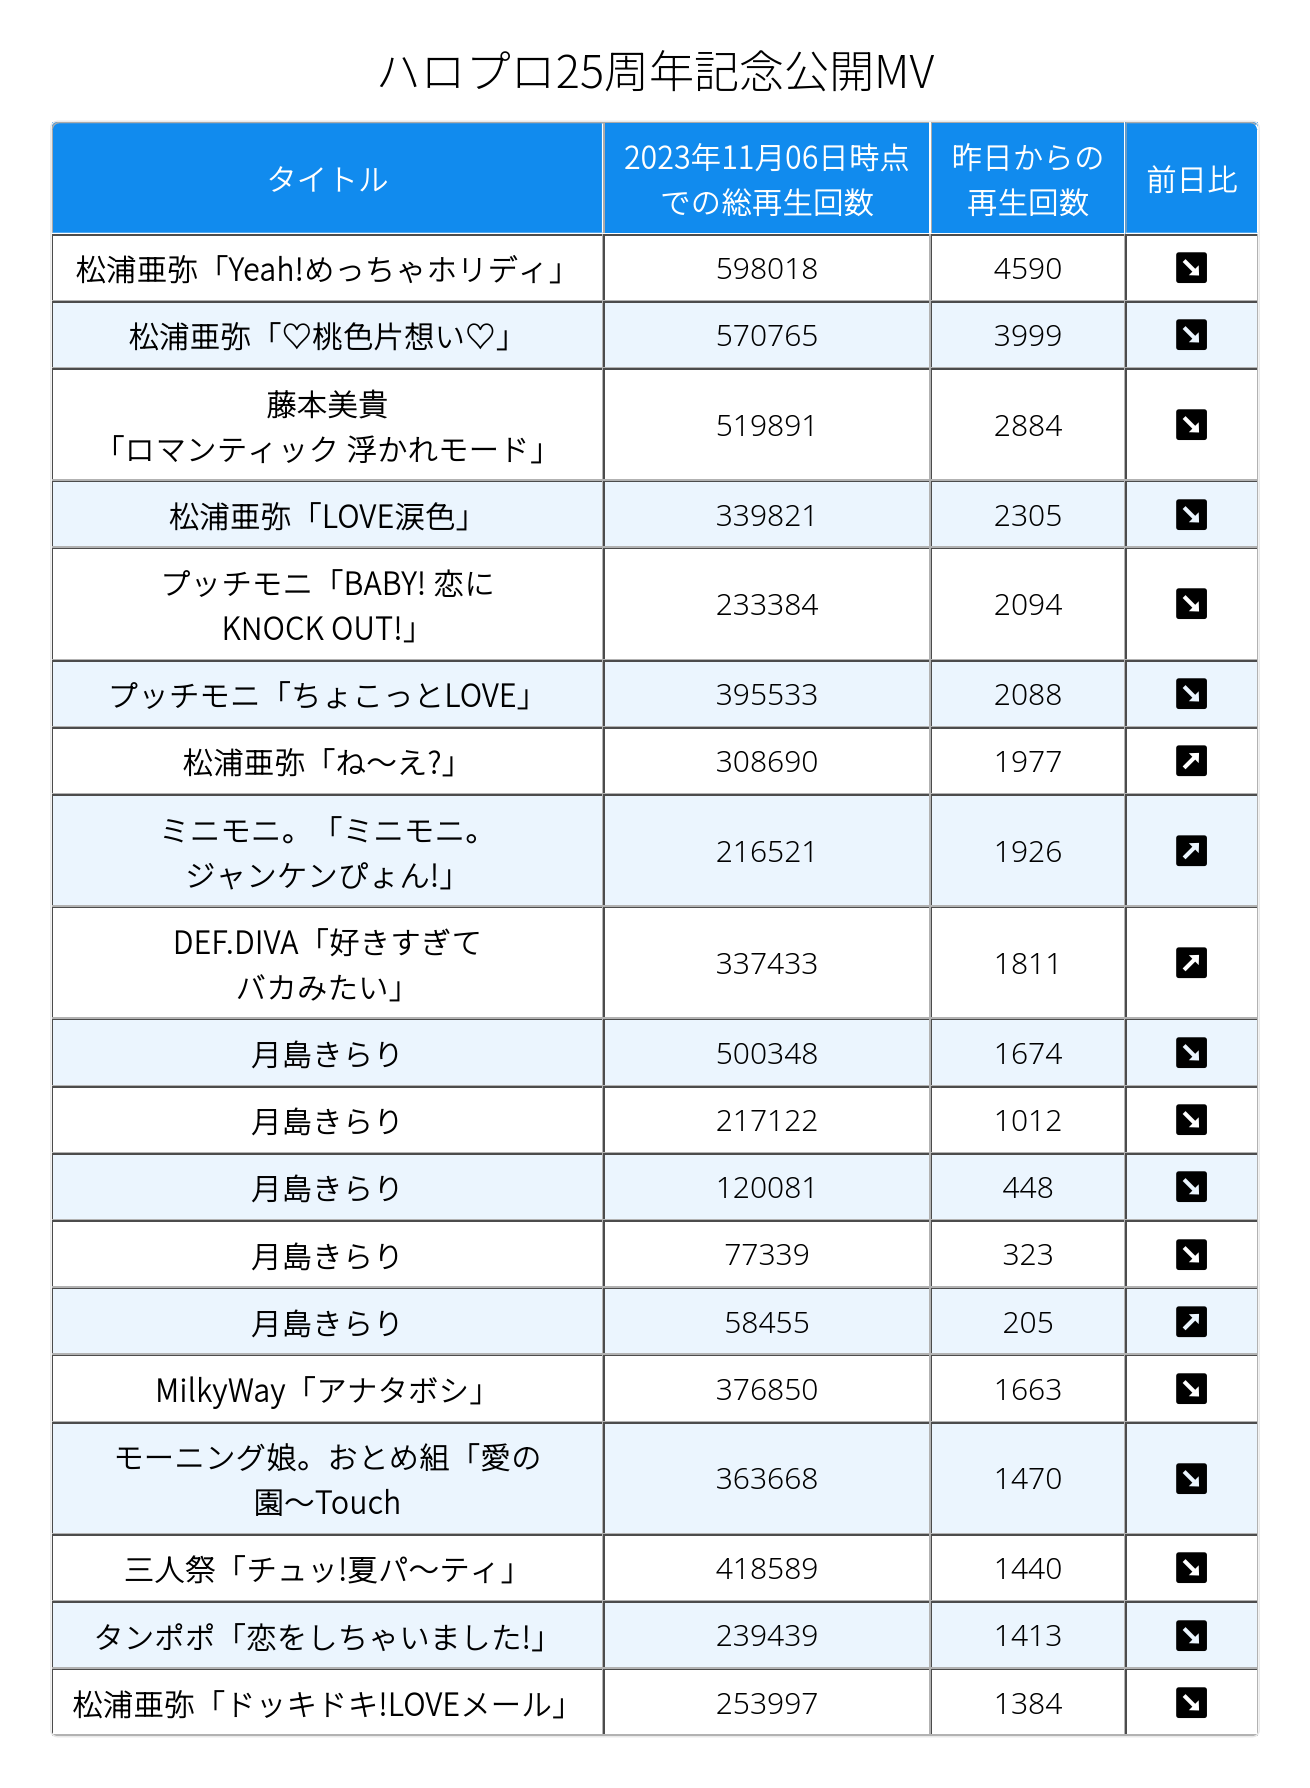 ハロプロ25周年記念公開MV
タイトル 2023年11月06日時点 昨日からの 前日比
での総再生回数 再生回数
松浦亜弥「Yeah!めっちゃホリディ」 598018 4590 ↘
松浦亜弥「♡桃色片想い♡」 570765 3999 ↘
藤本美貴
「ロマンティック 浮かれモード」 519891 2884 ↘
松浦亜弥「LOVE涙色」 339821 2305 ↘
プッチモニ「BABY! 恋に
KNOCK OUT!」 233384 2094 ↘
プッチモニ「ちょこっとLOVE」 395533 2088 ↘
松浦亜弥「ね〜え?」 308690 1977 ↗
ミニモニ。「ミニモニ。
ジャンケンぴょん!」 216521 1926 ↗
DEF.DIVA「好きすぎて
バカみたい」 337433 1811 ↗
月島きらり 500348 1674 ↘
月島きらり 217122 1012 ↘
月島きらり 120081 448 ↘
月島きらり 77339 323 ↘
月島きらり 58455 205 ↗
MilkyWay「アナタボシ」 376850 1663 ↘
モーニング娘。おとめ組「愛の
園〜Touch 363668 1470 ↘
三人祭「チュッ!夏パ〜ティ」 418589 1440 ↘
タンポポ「恋をしちゃいました!」 239439 1413 ↘
松浦亜弥「ドッキドキ!LOVEメール」 253997 1384 ↘